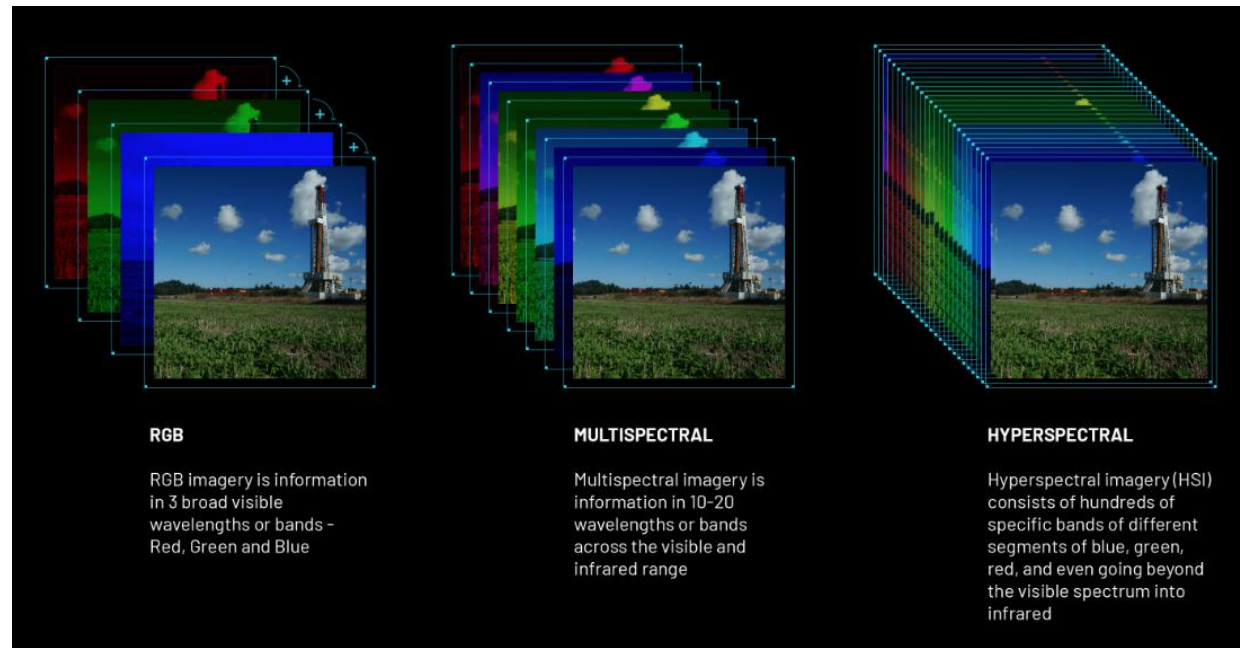 +
+
+
RGB
RGB imagery is information
in 3 broad visible
wavelengths or bands -
Red, Green and Blue
MULTISPECTRAL
Multispectral imagery is
information in 10-20
wavelengths or bands
across the visible and
infrared range
HYPERSPECTRAL
Hyperspectral imagery (HSI)
consists of hundreds of
specific bands of different
segments of blue, green,
red, and even going beyond
the visible spectrum into
infrared